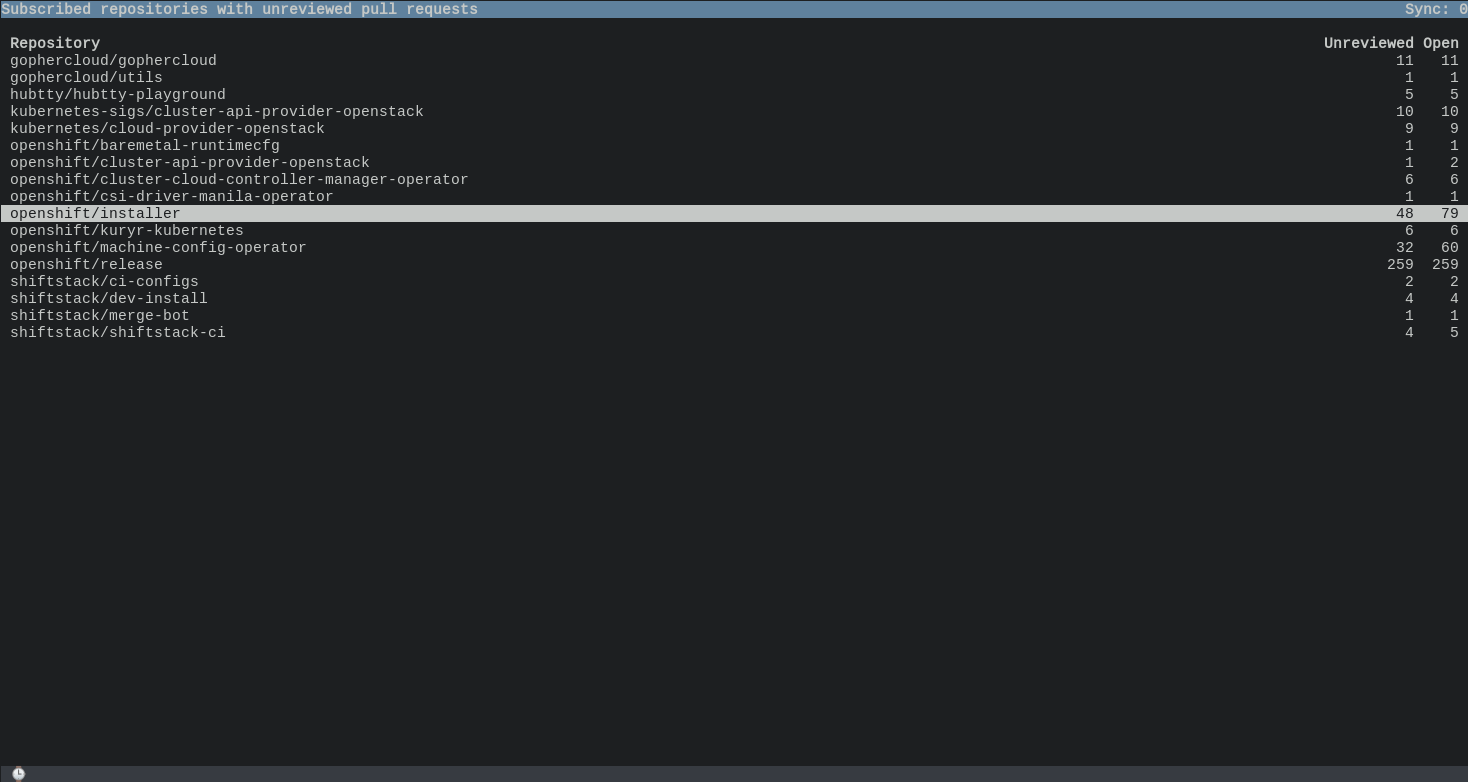 Subscribed repositories with unreviewed pull requests Sync: 0
Repository Unreviewed Open
gophercloud/gophercloud 11 11
gophercloud/utils 1 1
hubtty/hubtty-playground 5 5
kubernetes-sigs/cluster-api-provider-openstack 10 10
kubernetes/cloud-provider-openstack 9 9
openshift/baremetal-runtimecfg 1 1
openshift/cluster-api-provider-openstack 1 2
openshift/cluster-cloud-controller-manager-operator 6 6
openshift/csi-driver-manila-operator 1 1
openshift/installer 48 79
openshift/kuryr-kubernetes 6 6
openshift/machine-config-operator 32 60
openshift/release 259 259
shiftstack/ci-configs 2 2
shiftstack/dev-install 4 4
shiftstack/merge-bot 1 1
shiftstack/shiftstack-ci 4 5